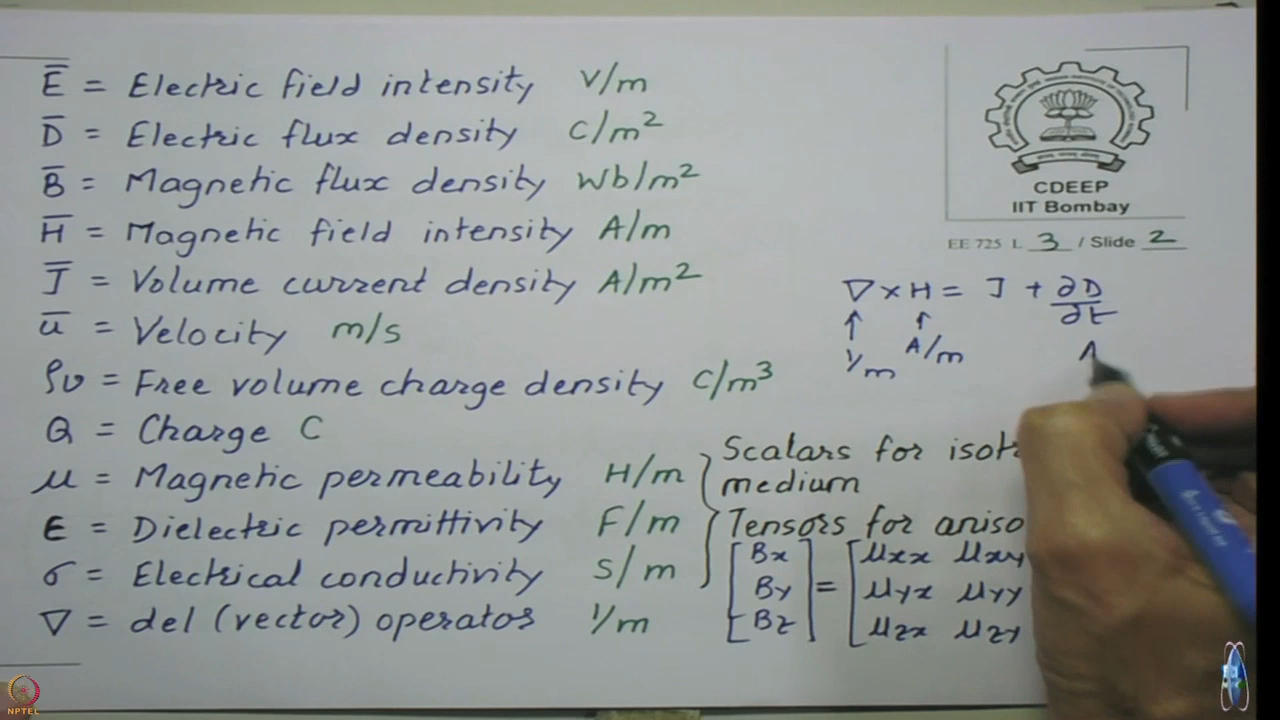 E̅ = Electric field intensity V/m
D̅ = Electric flux density C/m²
B̅ = Magnetic flux density Wb/m²
H̅ = Magnetic field intensity A/m
J̅ = Volume current density A/m²
u̅ = Velocity m/s
ρv = Free volume charge density C/m³
Q = Charge C
μ = Magnetic permeability H/m
ϵ = Dielectric permittivity F/m
σ = Electrical conductivity S/m
∇ = del (vector) operator 1/m
CDEEP
IIT Bombay
EE 725 L 3 / Slide 2
∇ × H = J + ∂D/∂t
1/m A/m
Scalars for
medium
Tensors for
[Bx By Bz] = [μxx μxy
μyx μyy
μzx μzy
NPTEL